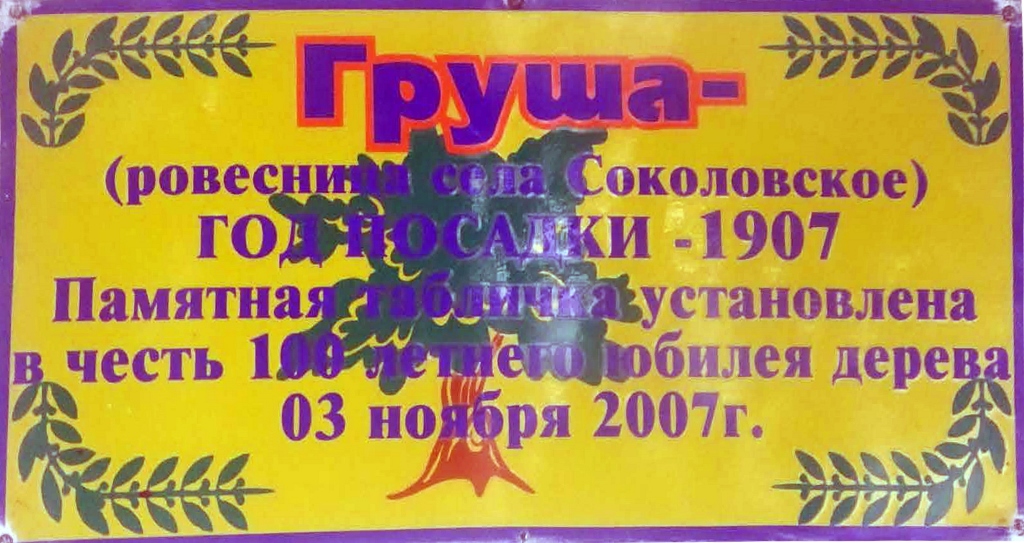 Груша-
(ровесница села Соколовское)
ГОД ПОСАДКИ -1907
Памятная табличка установлена
в честь 100 летнего юбилея дерева
03 ноября 2007г.